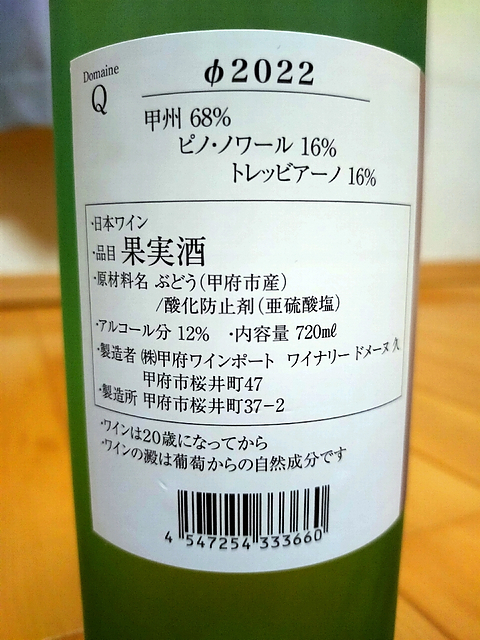 Domaine
Q
φ2022
甲州 68%
ピノ・ノワール 16%
トレッビアーノ 16%
・日本ワイン
・品目 果実酒
・原材料名 ぶどう(甲府市産)
/酸化防止剤(亜硫酸塩)
・アルコール分 12% ・内容量 720㎖
・製造者 ㈱甲府ワインポート ワイナリー ドメーヌ 久
甲府市桜井町47
・製造所 甲府市桜井町37-2
・ワインは20歳になってから
・ワインの澱は葡萄からの自然成分です
4 547254 333660